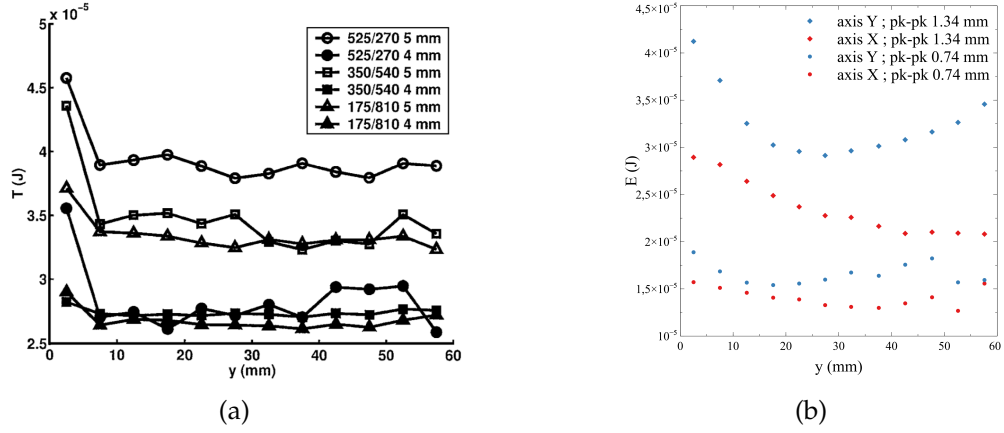 x 10⁻⁵
5
4.5
4
3.5
3
2.5
T (J)
0 10 20 30 40 50 60
y (mm)
525/270 5 mm
525/270 4 mm
350/540 5 mm
350/540 4 mm
175/810 5 mm
175/810 4 mm
(a)
4,5×10⁻⁵
4×10⁻⁵
3,5×10⁻⁵
3×10⁻⁵
2,5×10⁻⁵
2×10⁻⁵
1,5×10⁻⁵
10⁻⁵
E (J)
0 10 20 30 40 50 60
y (mm)
axis Y ; pk-pk 1.34 mm
axis X ; pk-pk 1.34 mm
axis Y ; pk-pk 0.74 mm
axis X ; pk-pk 0.74 mm
(b)